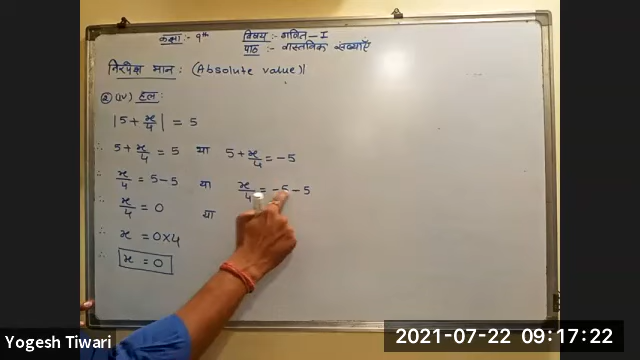 कक्षा :- 9th विषय :- गणित-I
पाठ :- वास्तविक संख्याएँ
निरपेक्ष मान : (Absolute value)
② (iv) हल :
|5 + x/4| = 5
∴ 5 + x/4 = 5 या 5 + x/4 = -5
∴ x/4 = 5 - 5 या x/4 = -5 - 5
∴ x/4 = 0 या
∴ x = 0×4
∴ x = 0
Yogesh Tiwari
2021-07-22 09:17:22